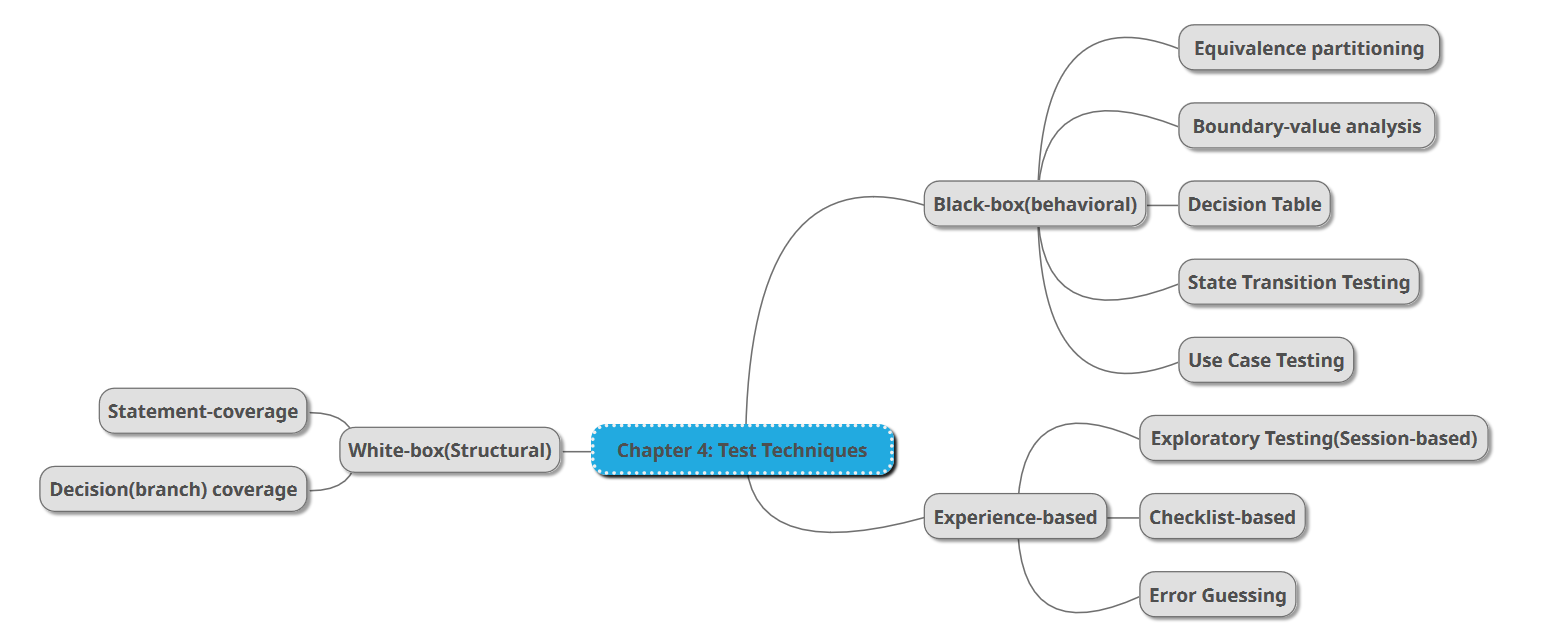 Chapter 4: Test Techniques
Black-box(behavioral)
Equivalence partitioning
Boundary-value analysis
Decision Table
State Transition Testing
Use Case Testing
Experience-based
Exploratory Testing(Session-based)
Checklist-based
Error Guessing
White-box(Structural)
Statement-coverage
Decision(branch) coverage